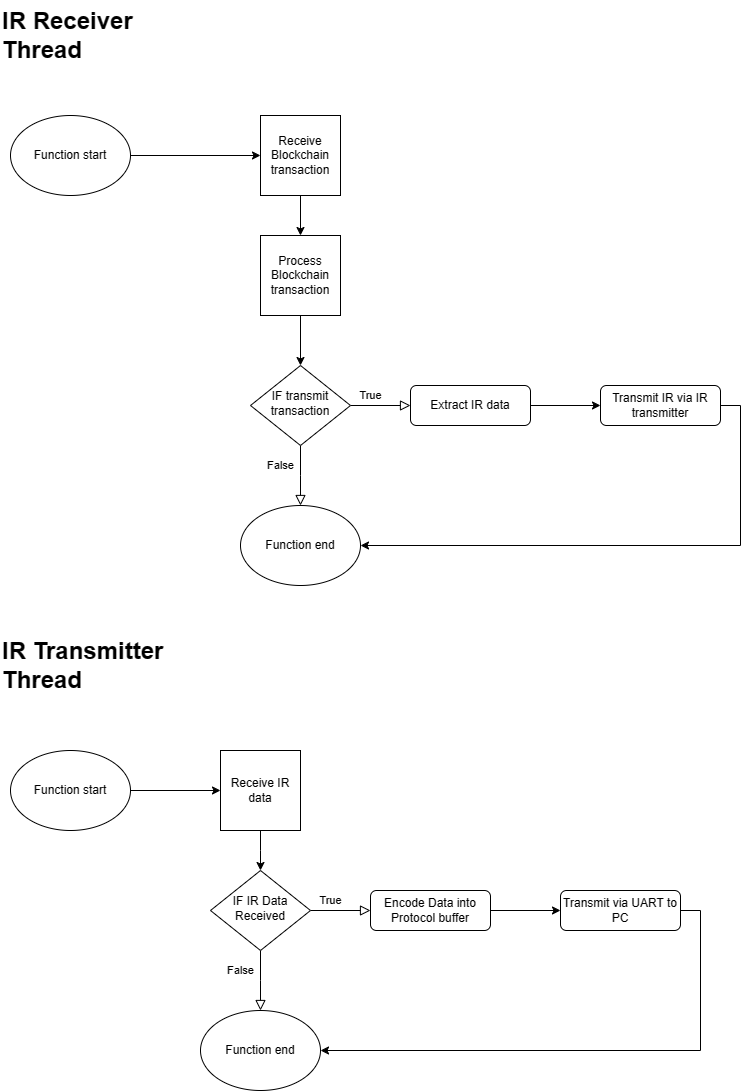 IR Receiver
Thread
Function start
Receive
Blockchain
transaction
Process
Blockchain
transaction
IF transmit
transaction
True
Extract IR data
Transmit IR via IR
transmitter
False
Function end
IR Transmitter
Thread
Function start
Receive IR
data
IF IR Data
Received
True
Encode Data into
Protocol buffer
Transmit via UART to
PC
False
Function end